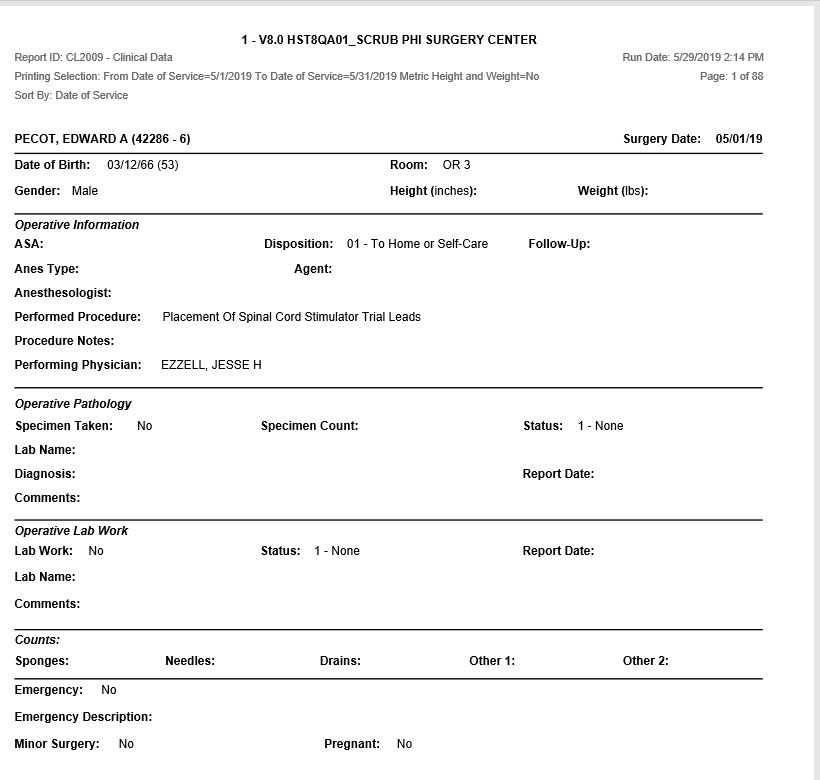 1 - V8.0 HST8QA01_SCRUB PHI SURGERY CENTER
Report ID: CL2009 - Clinical Data Run Date: 5/29/2019 2:14 PM
Printing Selection: From Date of Service=5/1/2019 To Date of Service=5/31/2019 Metric Height and Weight=No Page: 1 of 88
Sort By: Date of Service
PECOT, EDWARD A (42286 - 6) Surgery Date: 05/01/19
Date of Birth: 03/12/66 (53) Room: OR 3
Gender: Male Height (inches): Weight (lbs):
Operative Information
ASA: Disposition: 01 - To Home or Self-Care Follow-Up:
Anes Type: Agent:
Anesthesologist:
Performed Procedure: Placement Of Spinal Cord Stimulator Trial Leads
Procedure Notes:
Performing Physician: EZZELL, JESSE H
Operative Pathology
Specimen Taken: No Specimen Count: Status: 1 - None
Lab Name:
Diagnosis: Report Date:
Comments:
Operative Lab Work
Lab Work: No Status: 1 - None Report Date:
Lab Name:
Comments:
Counts:
Sponges: Needles: Drains: Other 1: Other 2:
Emergency: No
Emergency Description:
Minor Surgery: No Pregnant: No